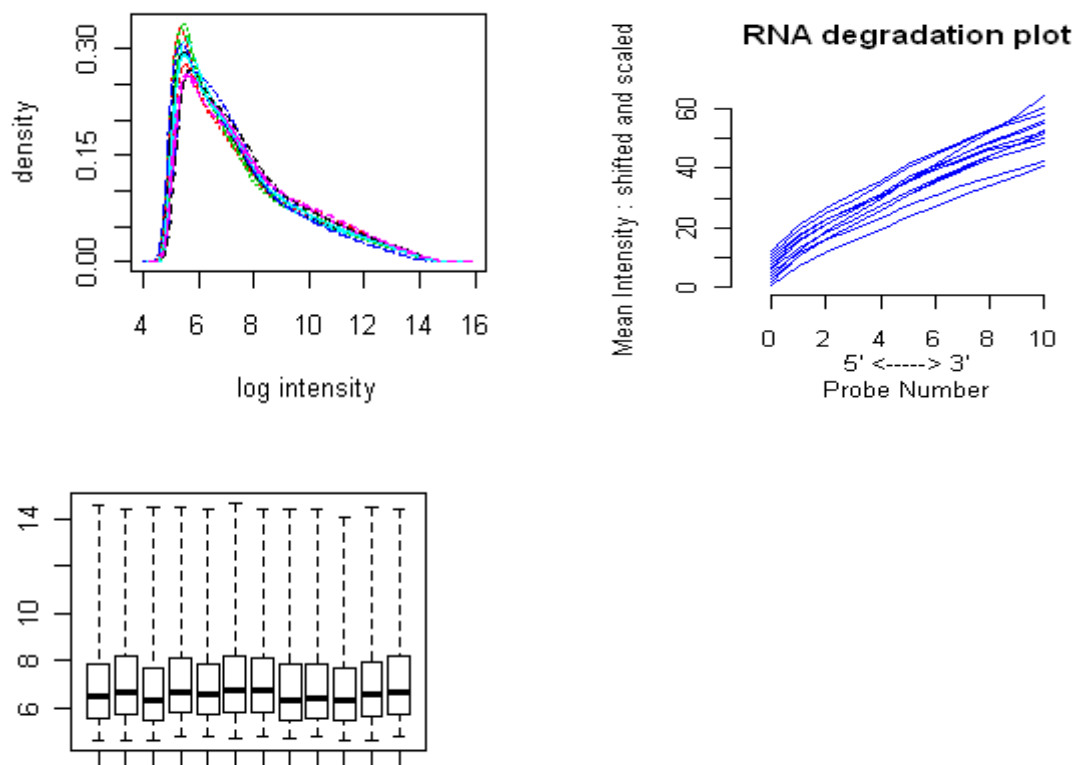 density
0.00 0.15 0.30
4 6 8 10 12 14 16
log intensity
RNA degradation plot
Mean Intensity : shifted and scaled
0 20 40 60
0 2 4 6 8 10
5' <-----> 3'
Probe Number
6 8 10 14